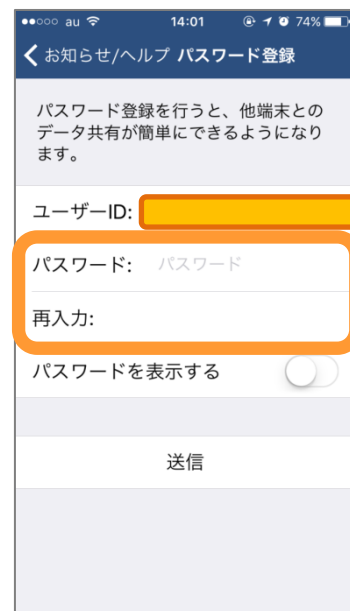 au 14:01 74%
お知らせ/ヘルプ パスワード登録
パスワード登録を行うと、他端末との
データ共有が簡単にできるようになり
ます。
ユーザーID:
パスワード: パスワード
再入力:
パスワードを表示する
送信